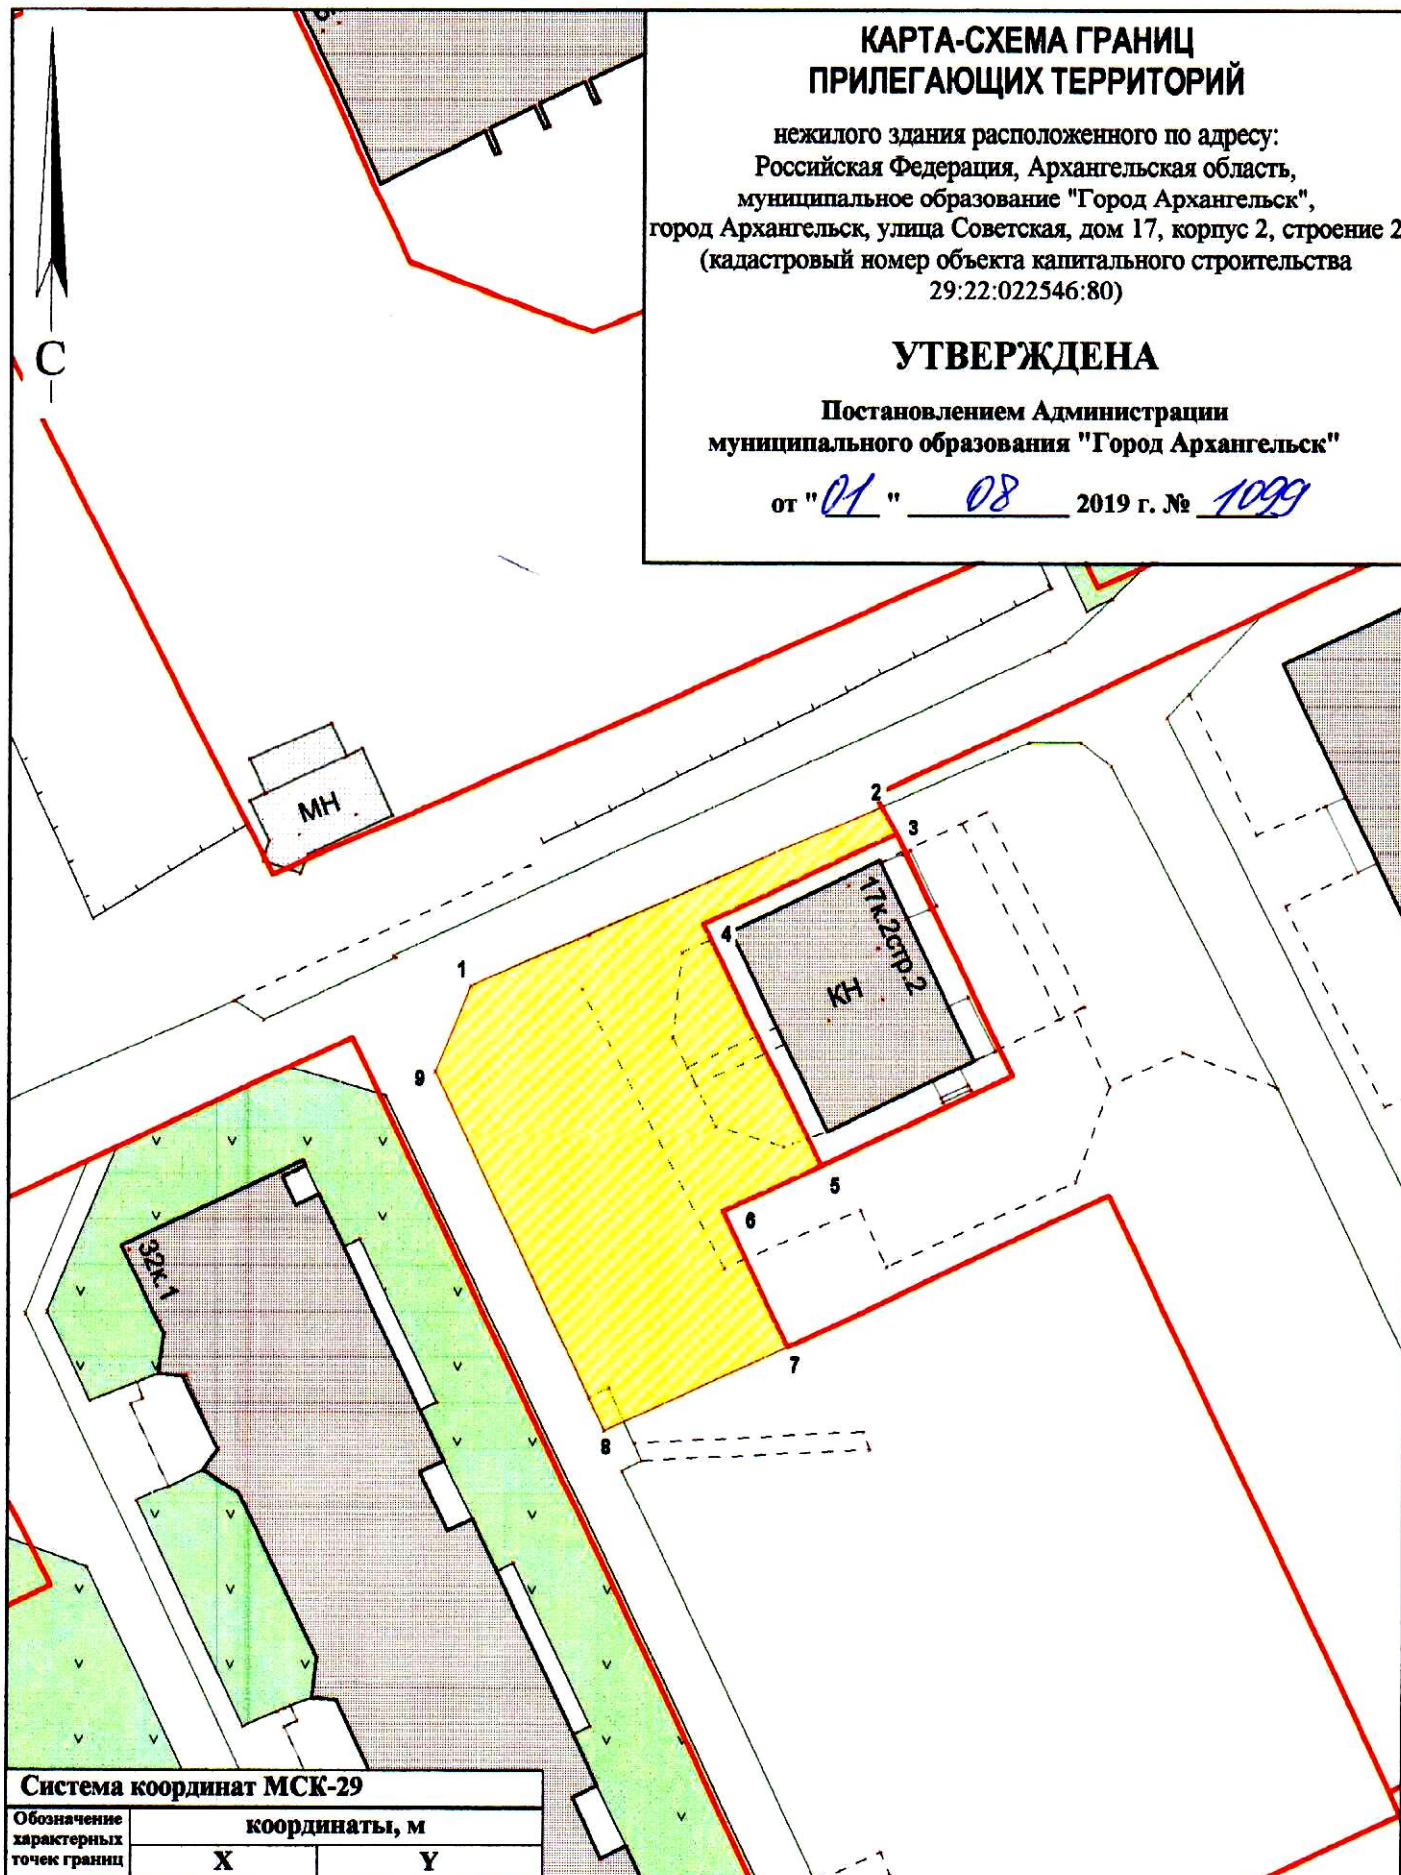 КАРТА-СХЕМА ГРАНИЦ
ПРИЛЕГАЮЩИХ ТЕРРИТОРИЙ
нежилого здания расположенного по адресу:
Российская Федерация, Архангельская область,
муниципальное образование "Город Архангельск",
город Архангельск, улица Советская, дом 17, корпус 2, строение 2
(кадастровый номер объекта капитального строительства
29:22:022546:80)
УТВЕРЖДЕНА
Постановлением Администрации
муниципального образования "Город Архангельск"
от "01" 08 2019 г. № 1099
С
МН
2
3
17к.2стр.2
4
КН
1
9
5
6
32к.1
7
8
Система координат МСК-29
Обозначение
характерных
точек границ
координаты, м
X Y